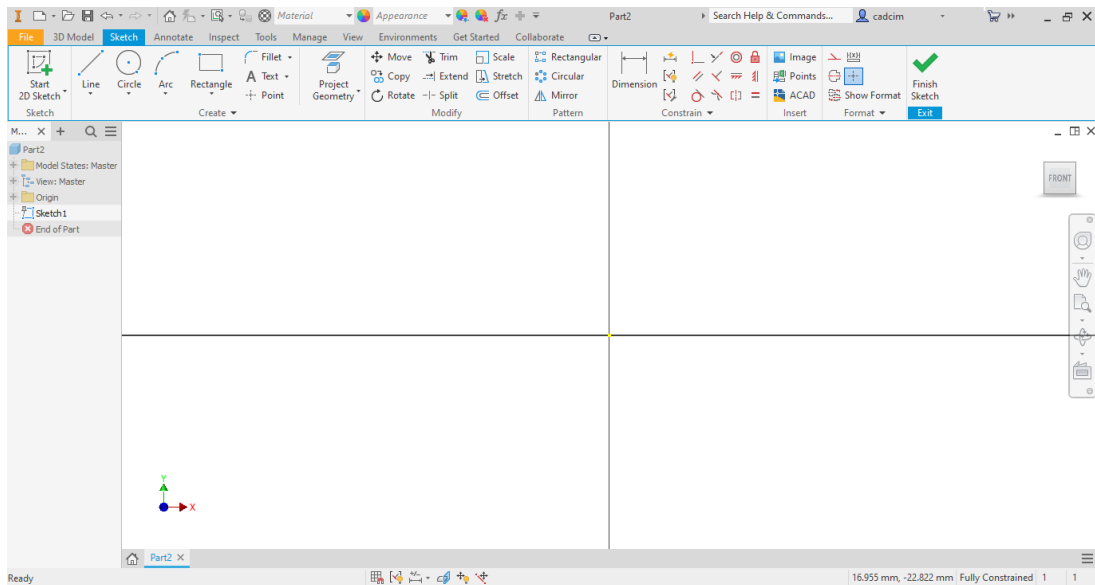 Material Appearance fx Part2 Search Help & Commands... cadcim
File 3D Model Sketch Annotate Inspect Tools Manage View Environments Get Started Collaborate
Start 2D Sketch Line Circle Arc Rectangle Fillet Text Point Project Geometry
Move Trim Scale
Copy Extend Stretch
Rotate Split Offset
Rectangular
Circular
Mirror
Dimension
Image
Points
ACAD
Show Format
Finish Sketch
Sketch Create Modify Pattern Constrain Insert Format Exit
M...
Part2
Model States: Master
View: Master
Origin
Sketch1
End of Part
FRONT
Y
X
Part2
Ready 16.955 mm, -22.822 mm Fully Constrained 1 1